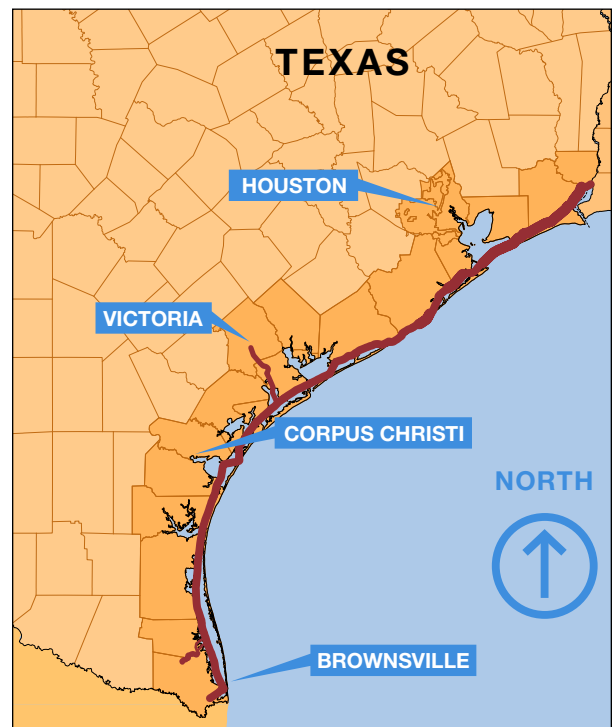 TEXAS
HOUSTON
VICTORIA
CORPUS CHRISTI
NORTH
BROWNSVILLE